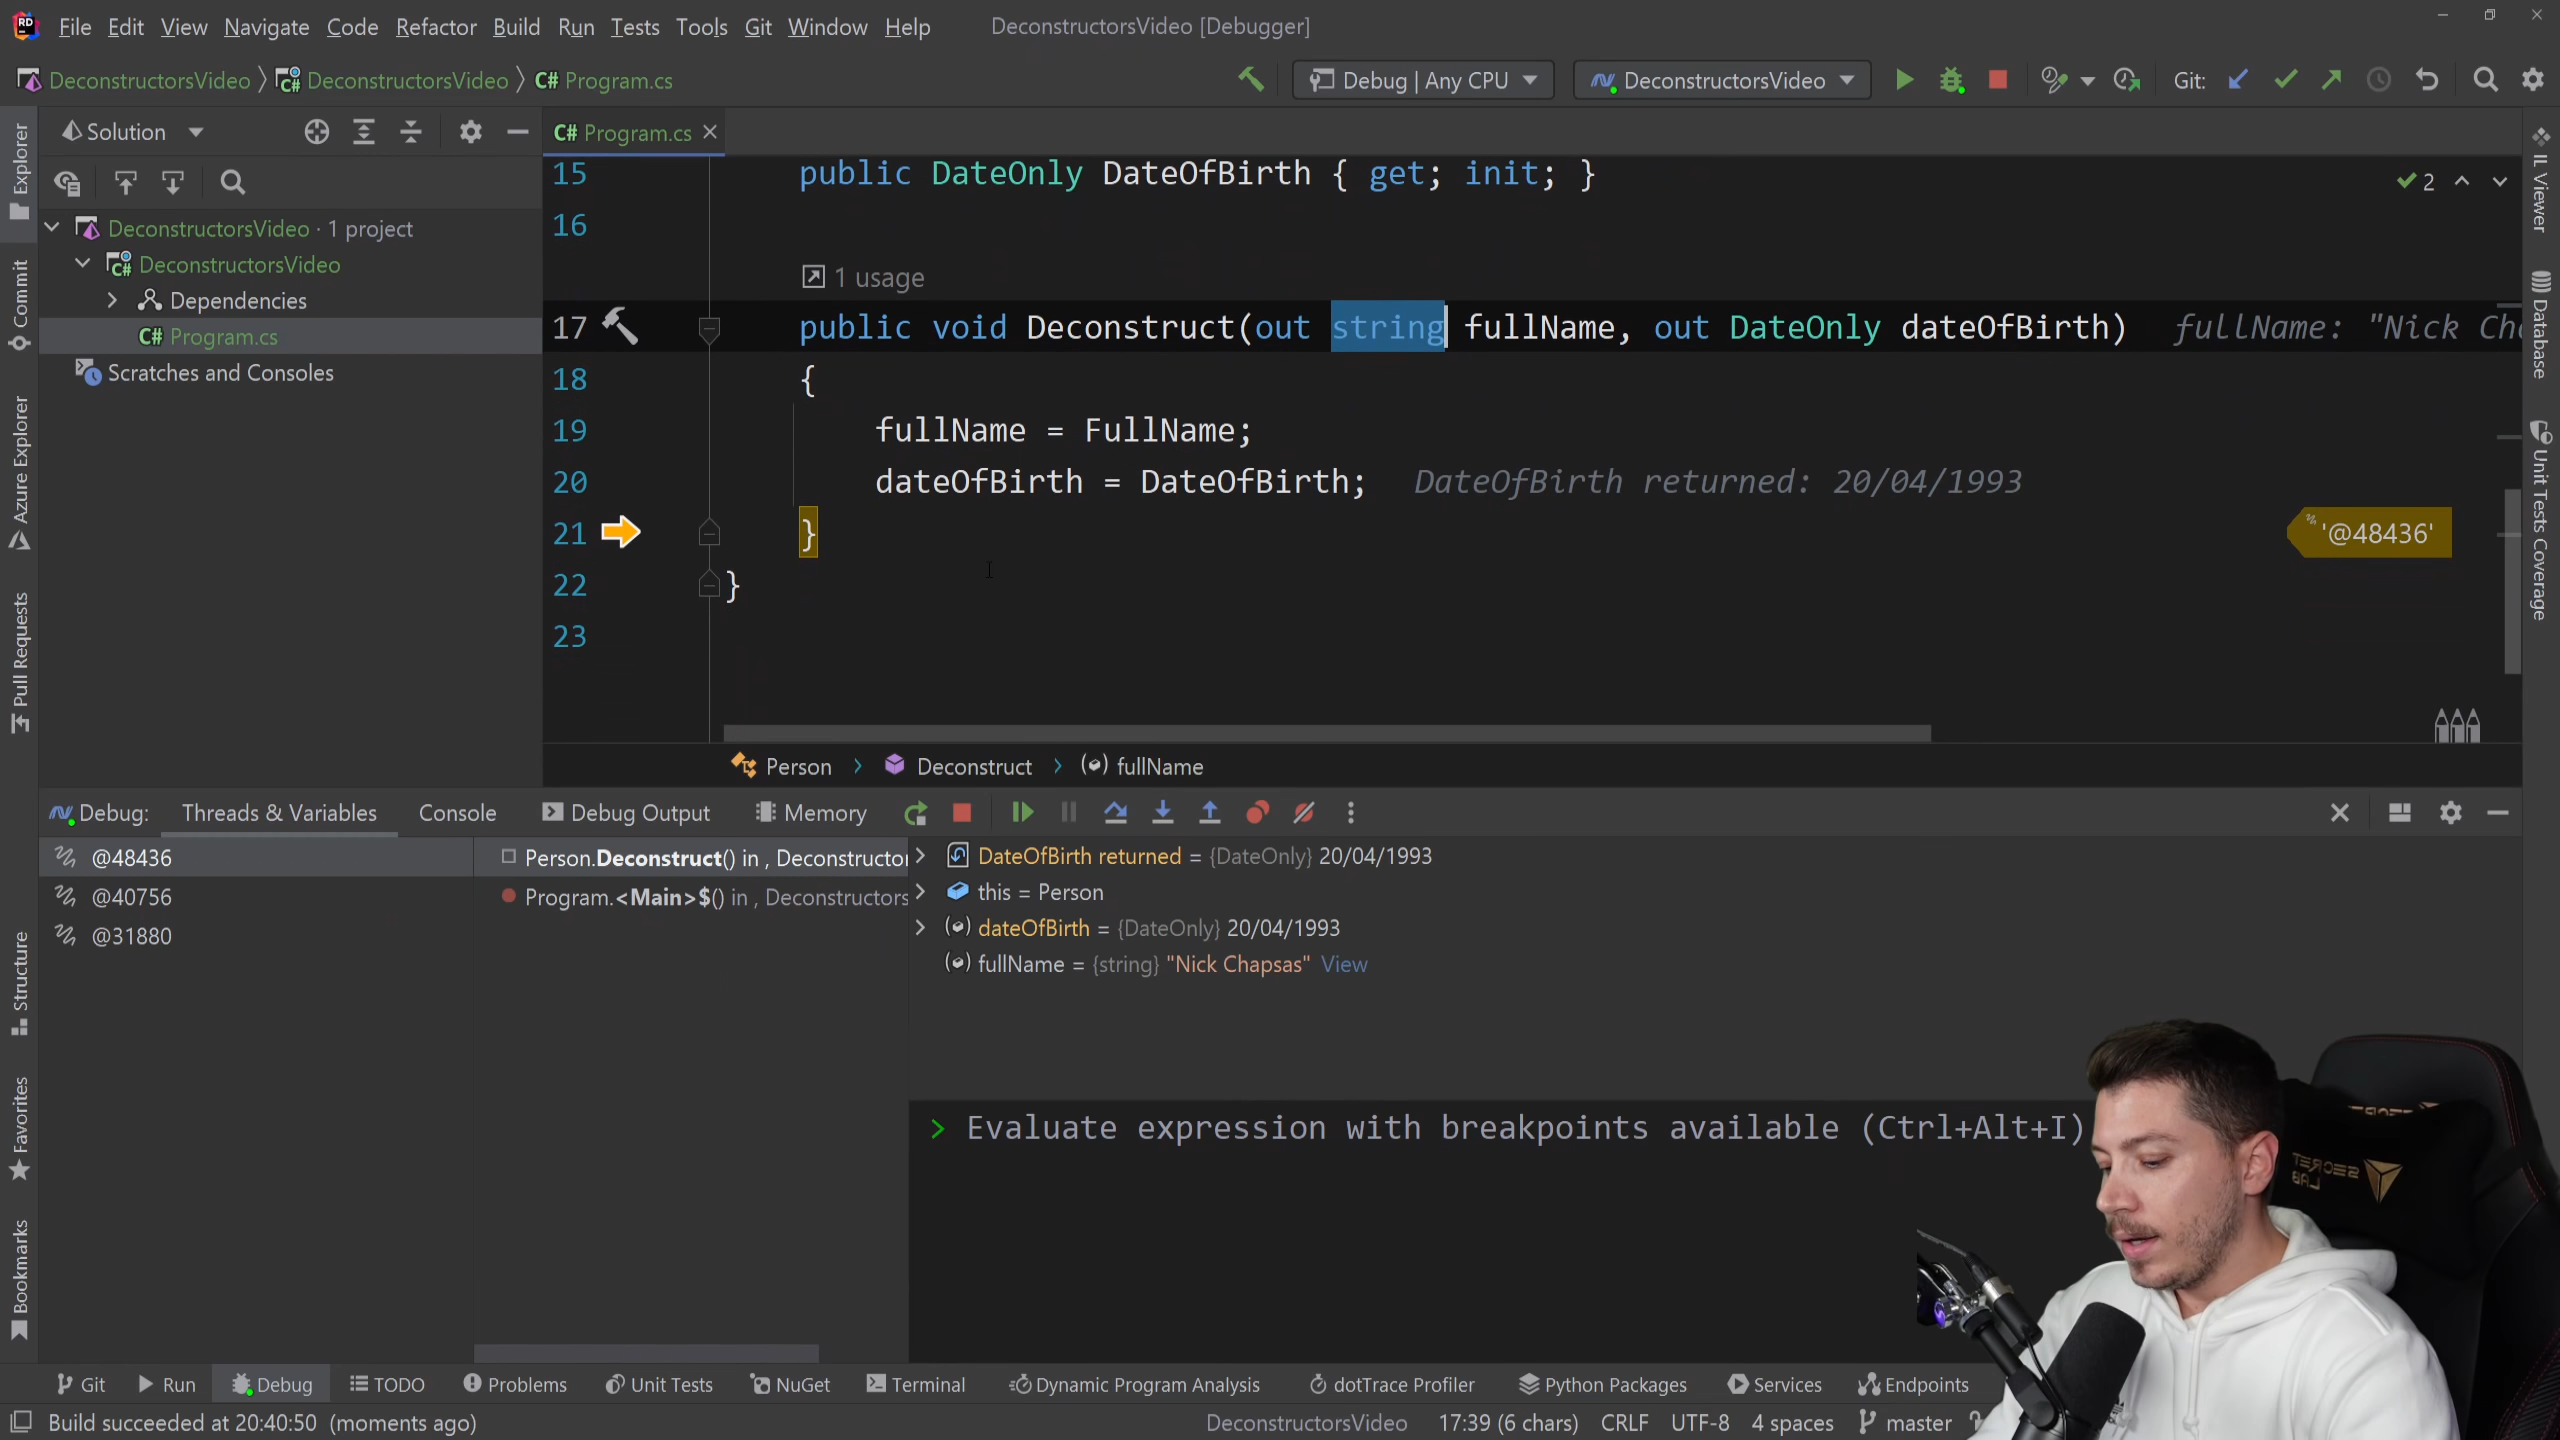 RD File Edit View Navigate Code Refactor Build Run Tests Tools Git Window Help DeconstructorsVideo [Debugger]
DeconstructorsVideo DeconstructorsVideo C# Program.cs Debug | Any CPU DeconstructorsVideo Git:
Explorer
Commit
Azure Explorer
Pull Requests
Structure
Favorites
Bookmarks
Solution
DeconstructorsVideo · 1 project
C# DeconstructorsVideo
Dependencies
C# Program.cs
Scratches and Consoles
C# Program.cs
15 public DateOnly DateOfBirth { get; init; } 2
16
1 usage
17 public void Deconstruct(out string fullName, out DateOnly dateOfBirth) fullName: "Nick Ch
18 {
19 fullName = FullName;
20 dateOfBirth = DateOfBirth; DateOfBirth returned: 20/04/1993
21 } '@48436'
22 }
23
Person Deconstruct fullName
IL Viewer
Database
Unit Tests Coverage
Debug: Threads & Variables Console Debug Output Memory
@48436
@40756
@31880
Person.Deconstruct() in , Deconstructor
Program.<Main>$() in , Deconstructors
DateOfBirth returned = {DateOnly} 20/04/1993
this = Person
dateOfBirth = {DateOnly} 20/04/1993
fullName = {string} "Nick Chapsas" View
> Evaluate expression with breakpoints available (Ctrl+Alt+I)
SECRET
LAB
Git Run Debug TODO Problems Unit Tests NuGet Terminal Dynamic Program Analysis dotTrace Profiler Python Packages Services Endpoints
Build succeeded at 20:40:50 (moments ago) DeconstructorsVideo 17:39 (6 chars) CRLF UTF-8 4 spaces master